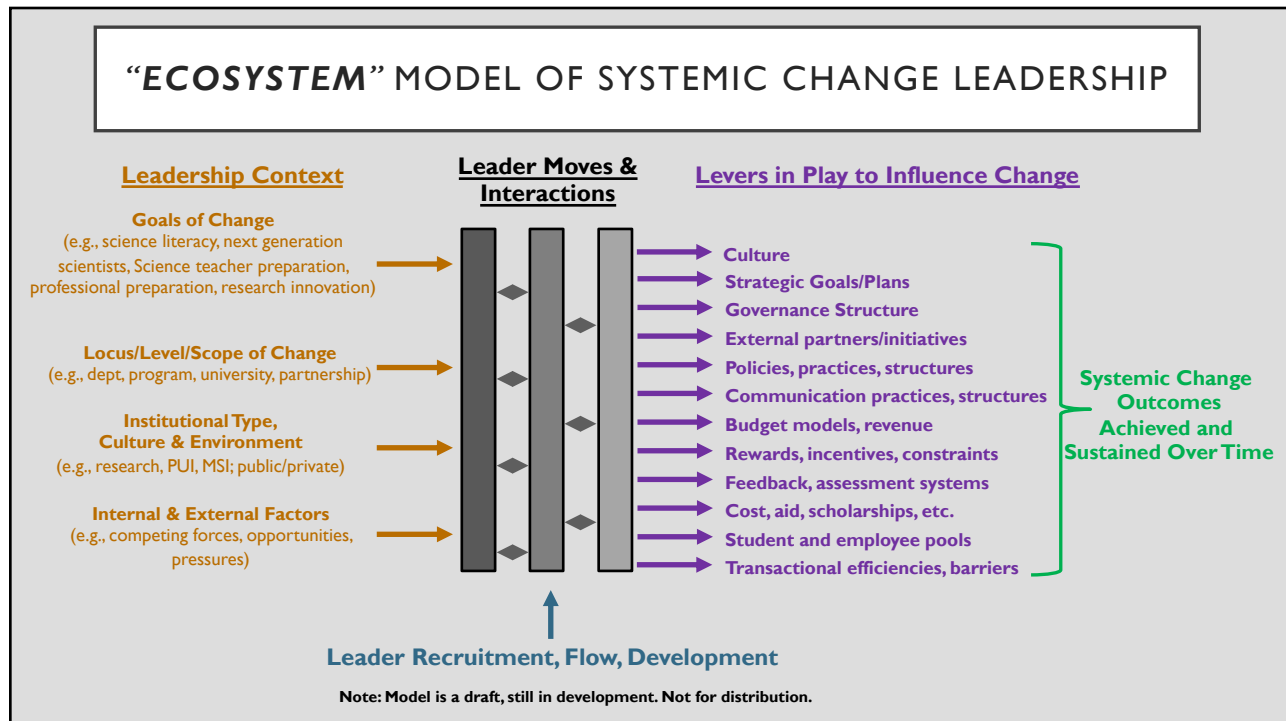 “ECOSYSTEM” MODEL OF SYSTEMIC CHANGE LEADERSHIP
Leadership Context
Goals of Change
(e.g., science literacy, next generation
scientists, Science teacher preparation,
professional preparation, research innovation)
Locus/Level/Scope of Change
(e.g., dept, program, university, partnership)
Institutional Type,
Culture & Environment
(e.g., research, PUI, MSI; public/private)
Internal & External Factors
(e.g., competing forces, opportunities,
pressures)
Leader Moves &
Interactions
Levers in Play to Influence Change
Culture
Strategic Goals/Plans
Governance Structure
External partners/initiatives
Policies, practices, structures
Communication practices, structures
Budget models, revenue
Rewards, incentives, constraints
Feedback, assessment systems
Cost, aid, scholarships, etc.
Student and employee pools
Transactional efficiencies, barriers
Systemic Change
Outcomes
Achieved and
Sustained Over Time
Leader Recruitment, Flow, Development
Note: Model is a draft, still in development. Not for distribution.